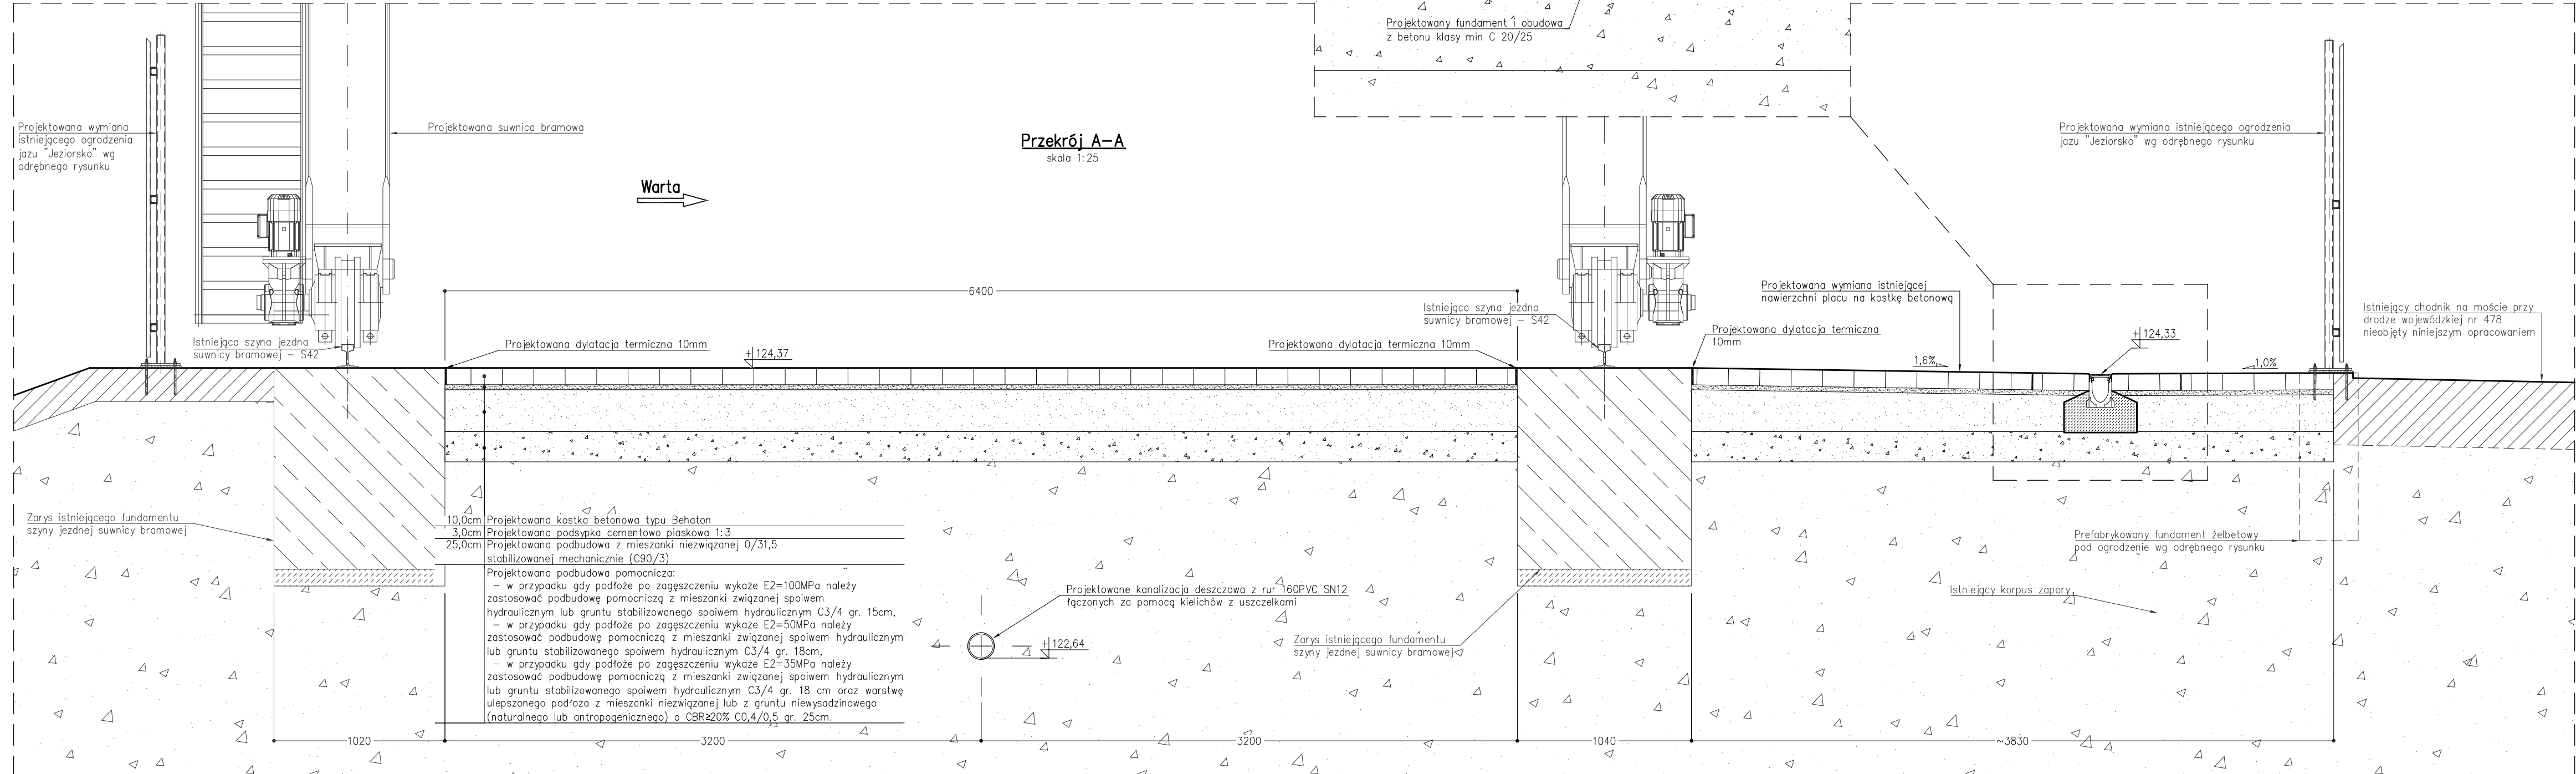 Projektowany fundament i obudowa
z betonu klasy min C 20/25
Projektowana wymiana
istniejącego ogrodzenia
jazu "Jeziorsko" wg
odrębnego rysunku
Projektowana suwnica bramowa
Przekrój A–A
skala 1:25
Warta
Projektowana wymiana istniejącego ogrodzenia
jazu "Jeziorsko" wg odrębnego rysunku
6400
Istniejąca szyna jezdna
suwnicy bramowej – S42
Projektowana dylatacja termiczna 10mm
+124,37
Projektowana dylatacja termiczna 10mm
Istniejąca szyna jezdna
suwnicy bramowej – S42
Projektowana wymiana istniejącej
nawierzchni placu na kostkę betonową
Projektowana dylatacja termiczna
10mm
1,6%
+124,33
1,0%
Istniejący chodnik na moście przy
drodze wojewódzkiej nr 478
nieobjęty niniejszym opracowaniem
Zarys istniejącego fundamentu
szyny jezdnej suwnicy bramowej
10,0cm Projektowana kostka betonowa typu Behaton
3,0cm Projektowana podsypka cementowo piaskowa 1:3
25,0cm Projektowana podbudowa z mieszanki niezwiązanej 0/31,5
stabilizowanej mechanicznie (C90/3)
Projektowana podbudowa pomocnicza:
– w przypadku gdy podłoże po zagęszczeniu wykaże E2=100MPa należy
zastosować podbudowę pomocniczą z mieszanki związanej spoiwem
hydraulicznym lub gruntu stabilizowanego spoiwem hydraulicznym C3/4 gr. 15cm,
– w przypadku gdy podłoże po zagęszczeniu wykaże E2=50MPa należy
zastosować podbudowę pomocniczą z mieszanki związanej spoiwem hydraulicznym
lub gruntu stabilizowanego spoiwem hydraulicznym C3/4 gr. 18cm,
– w przypadku gdy podłoże po zagęszczeniu wykaże E2=35MPa należy
zastosować podbudowę pomocniczą z mieszanki związanej spoiwem hydraulicznym
lub gruntu stabilizowanego spoiwem hydraulicznym C3/4 gr. 18 cm oraz warstwę
ulepszonego podłoża z mieszanki niezwiązanej lub z gruntu niewysadzinowego
(naturalnego lub antropogenicznego) o CBR≥20% C0,4/0,5 gr. 25cm.
Projektowane kanalizacja deszczowa z rur 160PVC SN12
łączonych za pomocą kielichów z uszczelkami
+122,64
Zarys istniejącego fundamentu
szyny jezdnej suwnicy bramowej
Prefabrykowany fundament żelbetowy
pod ogrodzenie wg odrębnego rysunku
Istniejący korpus zapory
1020
3200
3200
1040
~3830